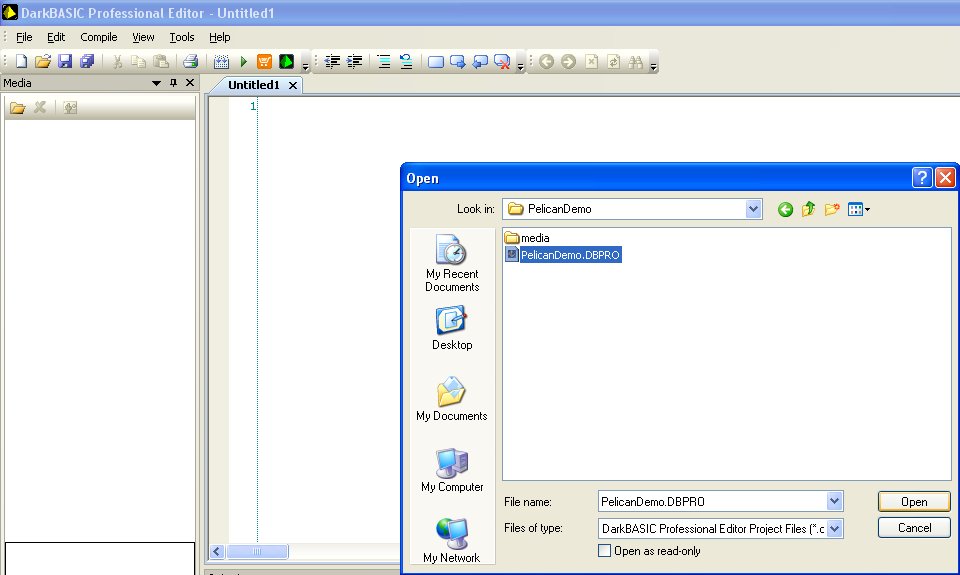 DarkBASIC Professional Editor - Untitled1
File Edit Compile View Tools Help
Media
Untitled1
1
Open
Look in: PelicanDemo
media
PelicanDemo.DBPRO
My Recent
Documents
Desktop
My Documents
My Computer
My Network
File name: PelicanDemo.DBPRO Open
Files of type: DarkBASIC Professional Editor Project Files (*.c Cancel
Open as read-only